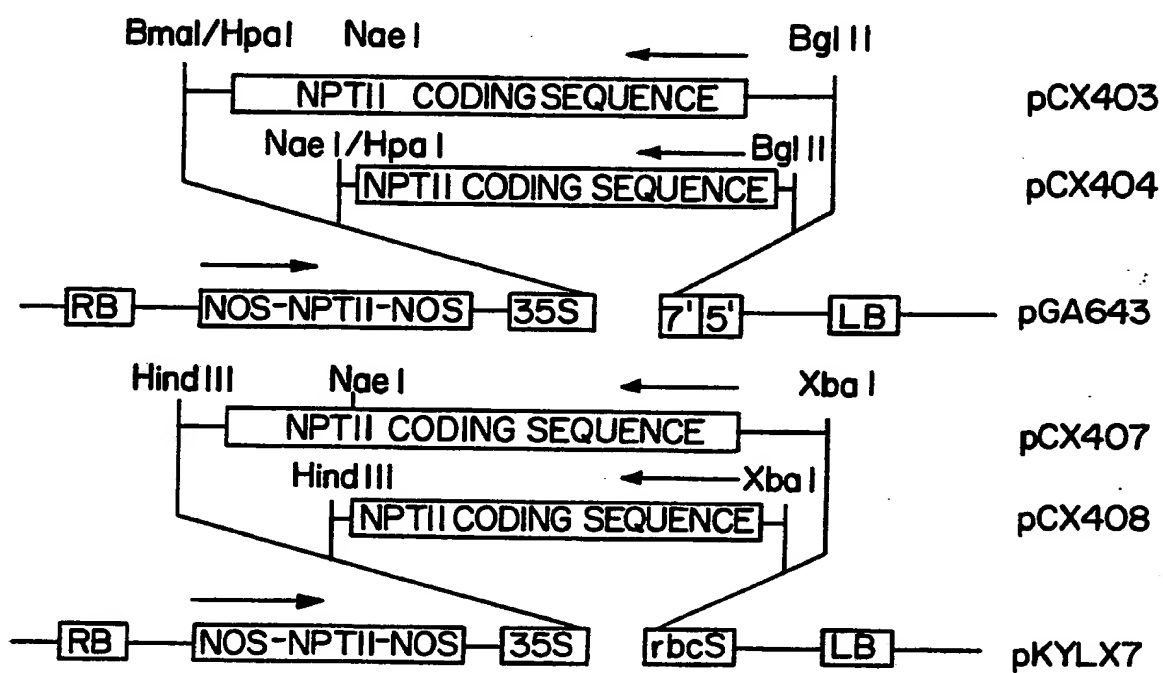 BmaI/HpaI NaeI BglII
NPTII CODING SEQUENCE pCX403
NaeI/HpaI BglII
NPTII CODING SEQUENCE pCX404
RB NOS-NPTII-NOS 35S 7' 5' LB pGA643
HindIII NaeI XbaI
NPTII CODING SEQUENCE pCX407
HindIII XbaI
NPTII CODING SEQUENCE pCX408
RB NOS-NPTII-NOS 35S rbcS LB pKYLX7